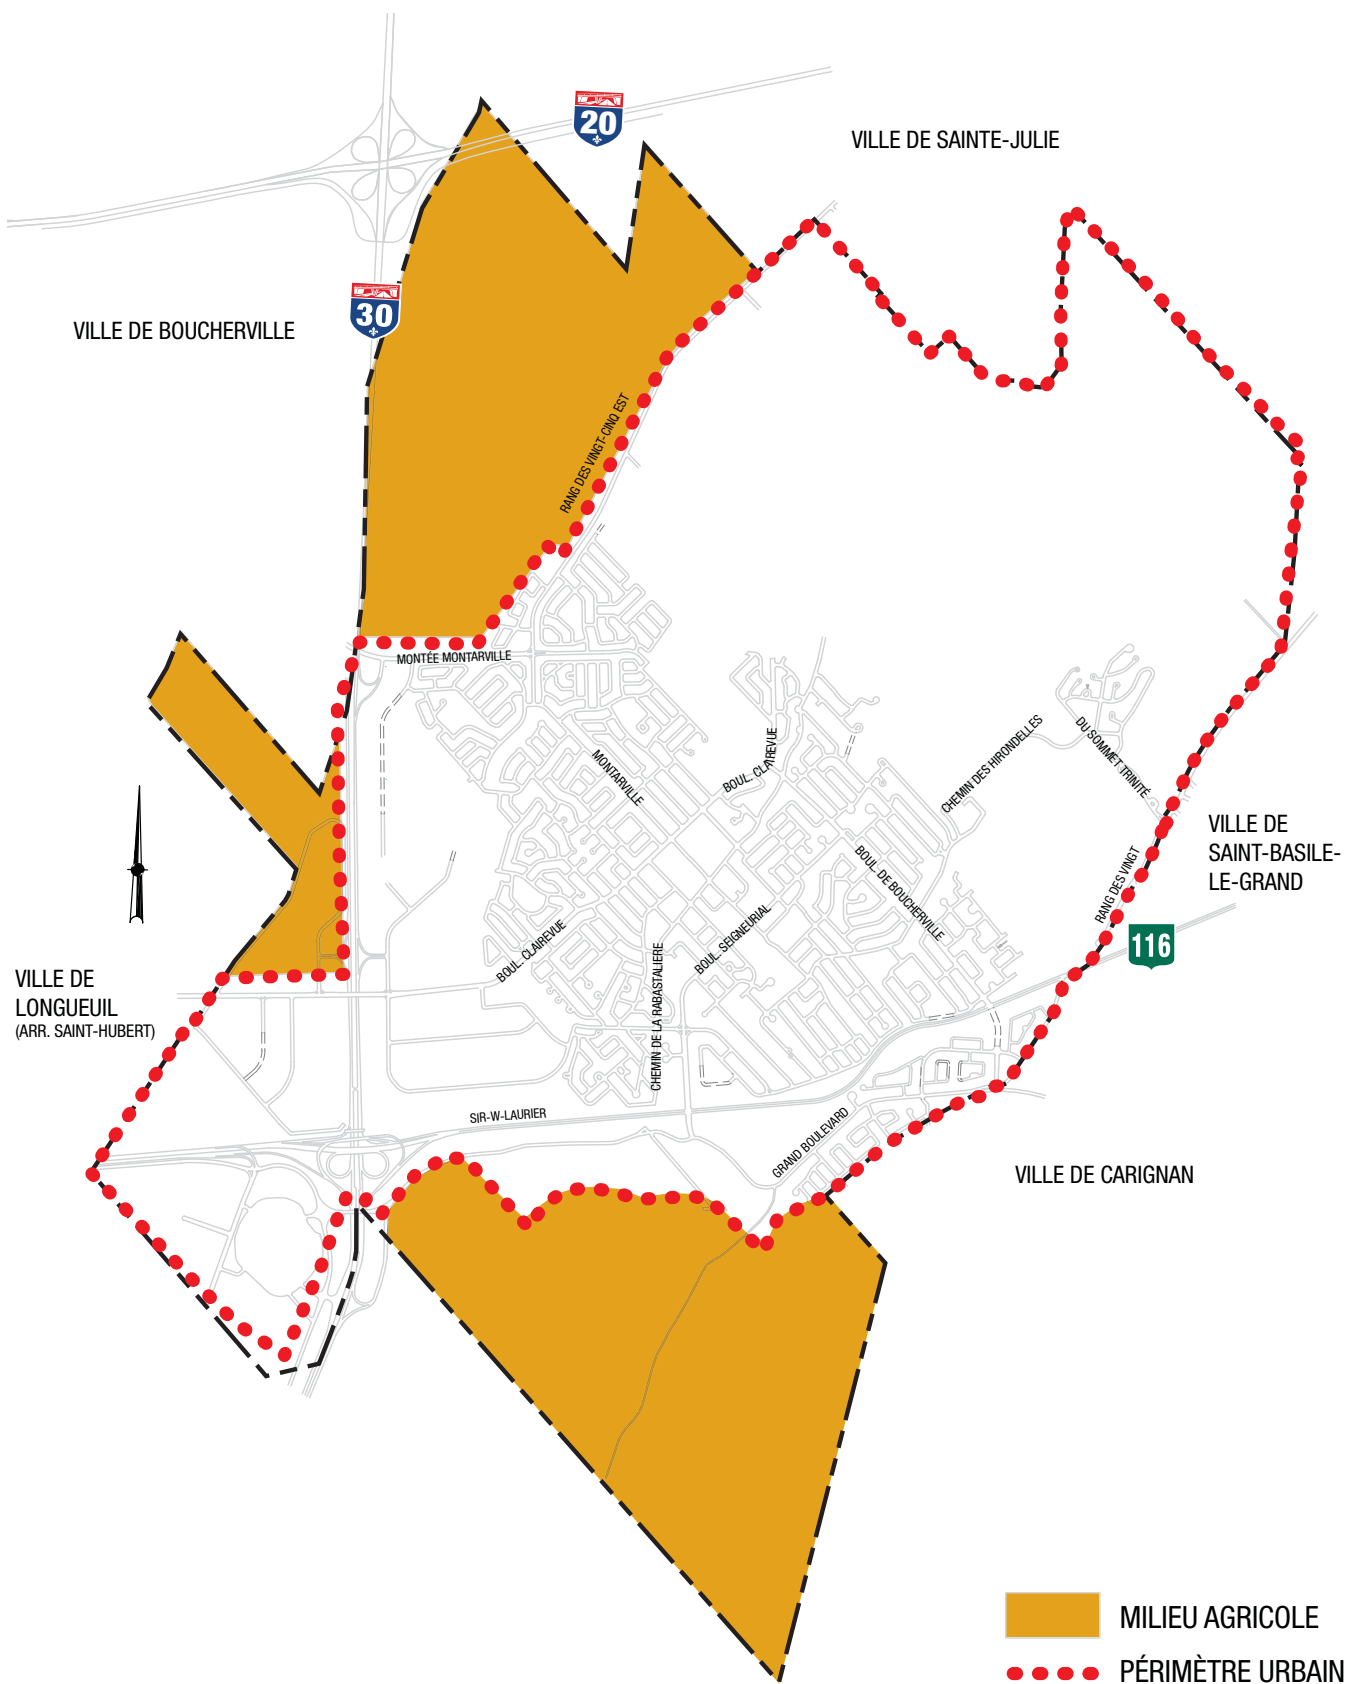 20
VILLE DE SAINTE-JULIE
30
VILLE DE BOUCHERVILLE
RANG DES VINGT-CINQ EST
MONTÉE MONTARVILLE
MONTARVILLE
BOUL. CLAIREVUE
CHEMIN DES HIRONDELLES
DU SOMMET TRINITÉ
VILLE DE
SAINT-BASILE-
LE-GRAND
BOUL. DE BOUCHERVILLE
RANG DES VINGT
116
BOUL. CLAIREVUE
BOUL. SEIGNEURIAL
CHEMIN DE LA RABASTALIERE
VILLE DE
LONGUEUIL
(ARR. SAINT-HUBERT)
SIR-W-LAURIER
GRAND BOULEVARD
VILLE DE CARIGNAN
MILIEU AGRICOLE
PÉRIMÈTRE URBAIN